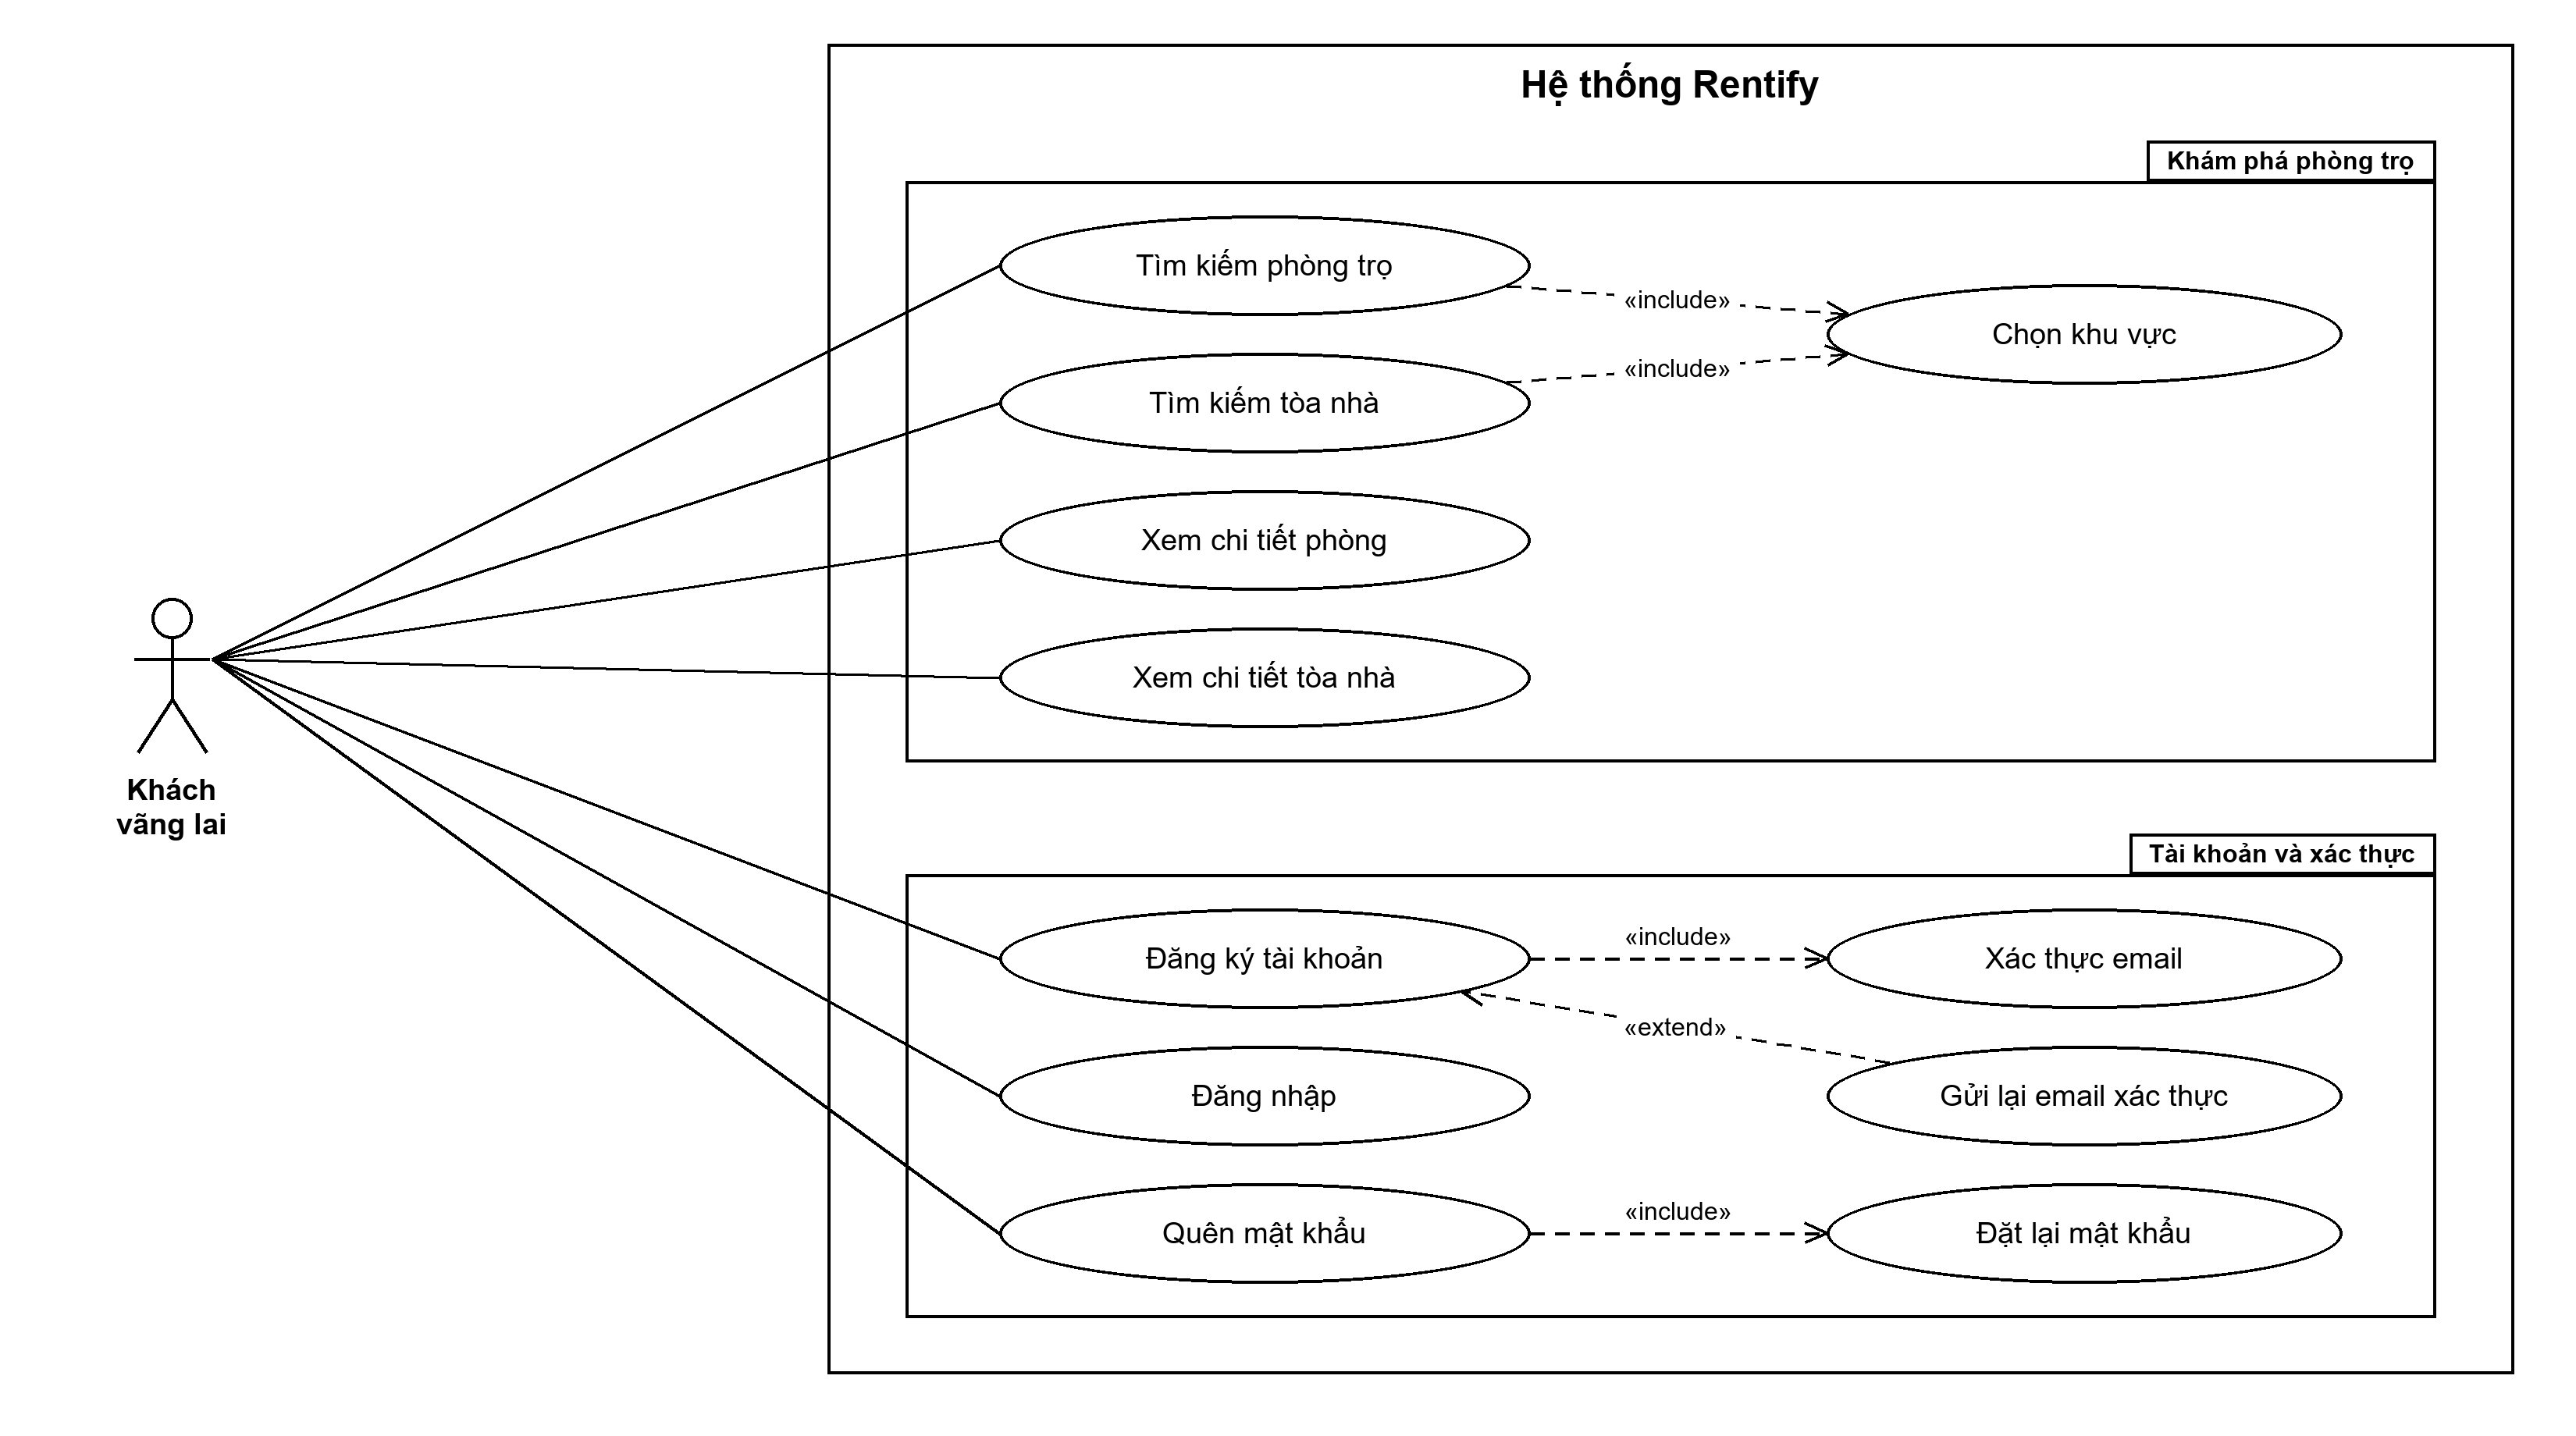 Hệ thống Rentify
Khám phá phòng trọ
Tìm kiếm phòng trọ
«include»
Chọn khu vực
«include»
Tìm kiếm tòa nhà
Xem chi tiết phòng
Xem chi tiết tòa nhà
Khách
vãng lai
Tài khoản và xác thực
Đăng ký tài khoản
«include»
Xác thực email
«extend»
Đăng nhập
Gửi lại email xác thực
Quên mật khẩu
«include»
Đặt lại mật khẩu